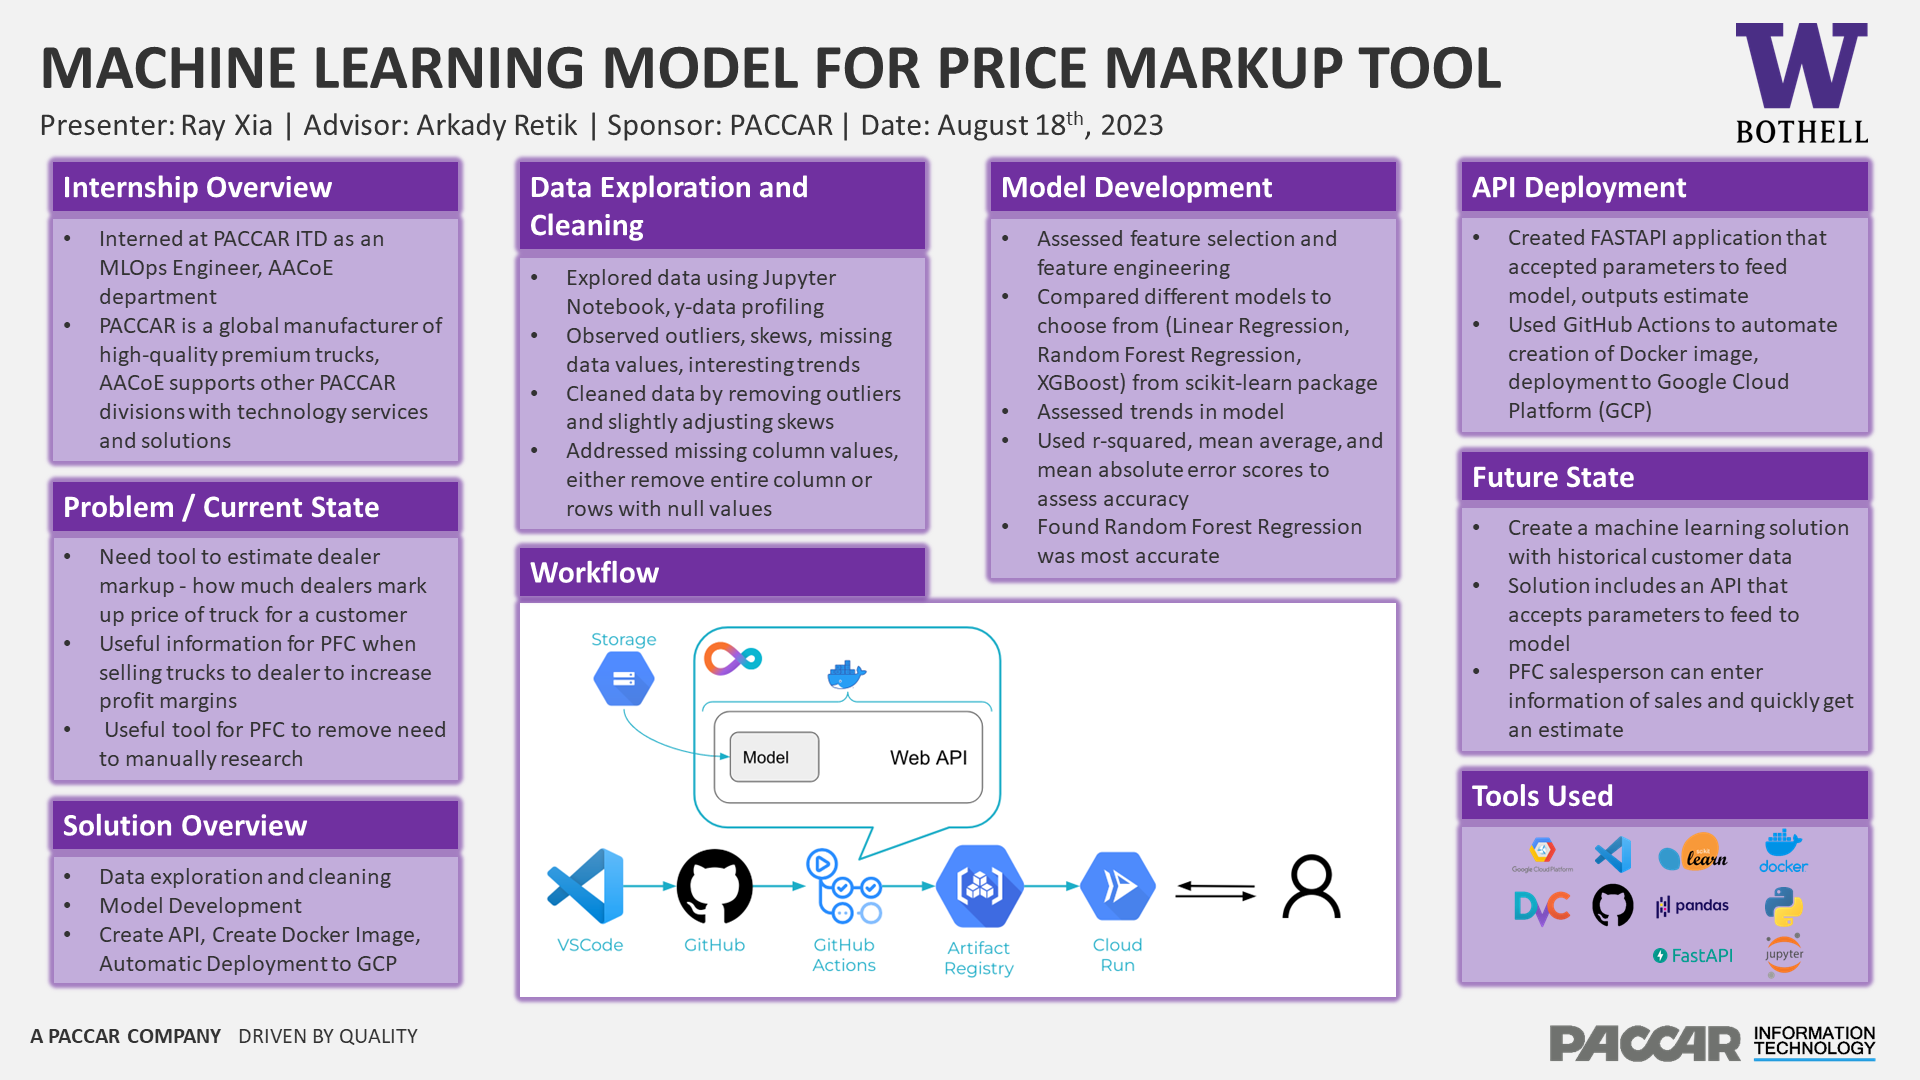 MACHINE LEARNING MODEL FOR PRICE MARKUP TOOL
Presenter: Ray Xia | Advisor: Arkady Retik | Sponsor: PACCAR | Date: August 18th, 2023
W
BOTHELL
Internship Overview
• Interned at PACCAR ITD as an
MLOps Engineer, AACoE
department
• PACCAR is a global manufacturer of
high-quality premium trucks,
AACoE supports other PACCAR
divisions with technology services
and solutions
Problem / Current State
• Need tool to estimate dealer
markup - how much dealers mark
up price of truck for a customer
• Useful information for PFC when
selling trucks to dealer to increase
profit margins
• Useful tool for PFC to remove need
to manually research
Solution Overview
• Data exploration and cleaning
• Model Development
• Create API, Create Docker Image,
Automatic Deployment to GCP
Data Exploration and
Cleaning
• Explored data using Jupyter
Notebook, y-data profiling
• Observed outliers, skews, missing
data values, interesting trends
• Cleaned data by removing outliers
and slightly adjusting skews
• Addressed missing column values,
either remove entire column or
rows with null values
Model Development
• Assessed feature selection and
feature engineering
• Compared different models to
choose from (Linear Regression,
Random Forest Regression,
XGBoost) from scikit-learn package
• Assessed trends in model
• Used r-squared, mean average, and
mean absolute error scores to
assess accuracy
• Found Random Forest Regression
was most accurate
Workflow
Storage
Model
Web API
VSCode
GitHub
GitHub
Actions
Artifact
Registry
Cloud
Run
API Deployment
• Created FASTAPI application that
accepted parameters to feed
model, outputs estimate
• Used GitHub Actions to automate
creation of Docker image,
deployment to Google Cloud
Platform (GCP)
Future State
• Create a machine learning solution
with historical customer data
• Solution includes an API that
accepts parameters to feed to
model
• PFC salesperson can enter
information of sales and quickly get
an estimate
Tools Used
Google Cloud Platform
scikit
learn
docker
DVC
pandas
FastAPI
jupyter
A PACCAR COMPANY DRIVEN BY QUALITY
PACCAR
INFORMATION
TECHNOLOGY